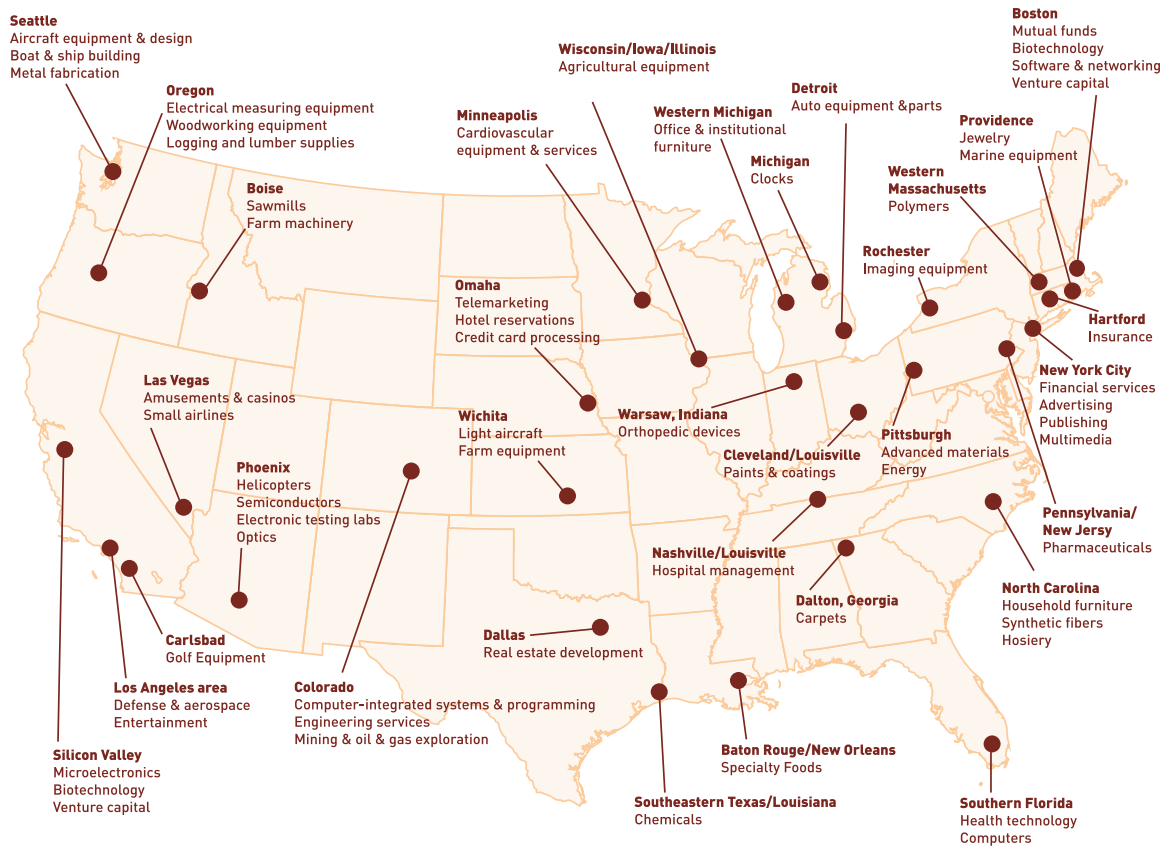 Seattle
Aircraft equipment & design
Boat & ship building
Metal fabrication
Oregon
Electrical measuring equipment
Woodworking equipment
Logging and lumber supplies
Boise
Sawmills
Farm machinery
Wisconsin/Iowa/Illinois
Agricultural equipment
Minneapolis
Cardiovascular
equipment & services
Western Michigan
Office & institutional
furniture
Michigan
Clocks
Detroit
Auto equipment &parts
Boston
Mutual funds
Biotechnology
Software & networking
Venture capital
Providence
Jewelry
Marine equipment
Western
Massachusetts
Polymers
Rochester
Imaging equipment
Hartford
Insurance
New York City
Financial services
Advertising
Publishing
Multimedia
Omaha
Telemarketing
Hotel reservations
Credit card processing
Las Vegas
Amusements & casinos
Small airlines
Wichita
Light aircraft
Farm equipment
Warsaw, Indiana
Orthopedic devices
Cleveland/Louisville
Paints & coatings
Pittsburgh
Advanced materials
Energy
Phoenix
Helicopters
Semiconductors
Electronic testing labs
Optics
Pennsylvania/
New Jersy
Pharmaceuticals
Nashville/Louisville
Hospital management
Dalton, Georgia
Carpets
North Carolina
Household furniture
Synthetic fibers
Hosiery
Carlsbad
Golf Equipment
Dallas
Real estate development
Los Angeles area
Defense & aerospace
Entertainment
Colorado
Computer-integrated systems & programming
Engineering services
Mining & oil & gas exploration
Silicon Valley
Microelectronics
Biotechnology
Venture capital
Baton Rouge/New Orleans
Specialty Foods
Southeastern Texas/Louisiana
Chemicals
Southern Florida
Health technology
Computers